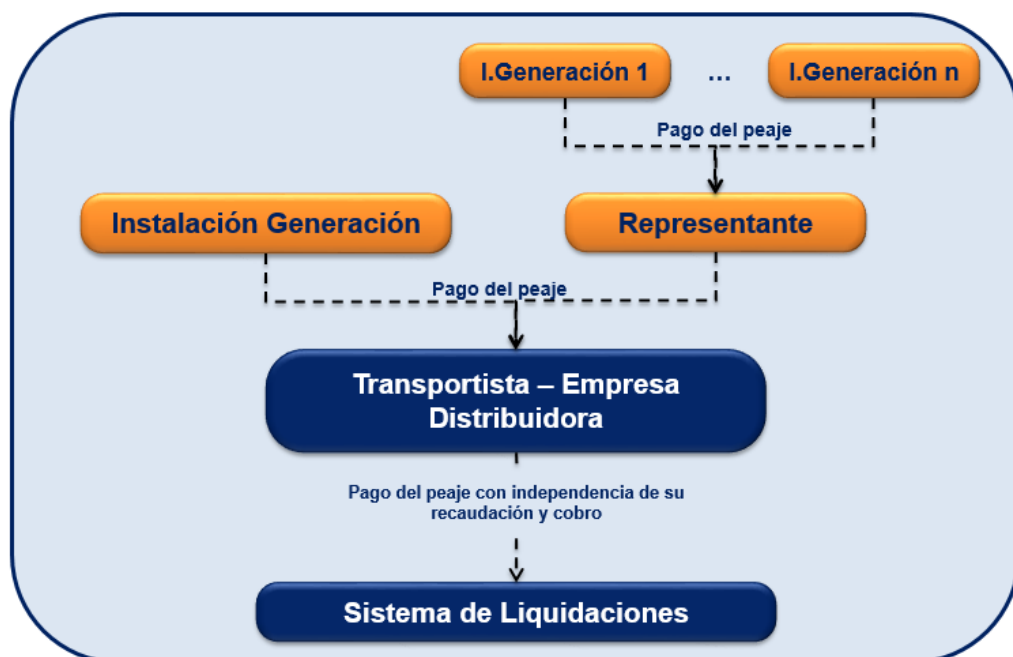 I.Generación 1
...
I.Generación n
Pago del peaje
Instalación Generación
Representante
Pago del peaje
Transportista – Empresa
Distribuidora
Pago del peaje con independencia de su
recaudación y cobro
Sistema de Liquidaciones